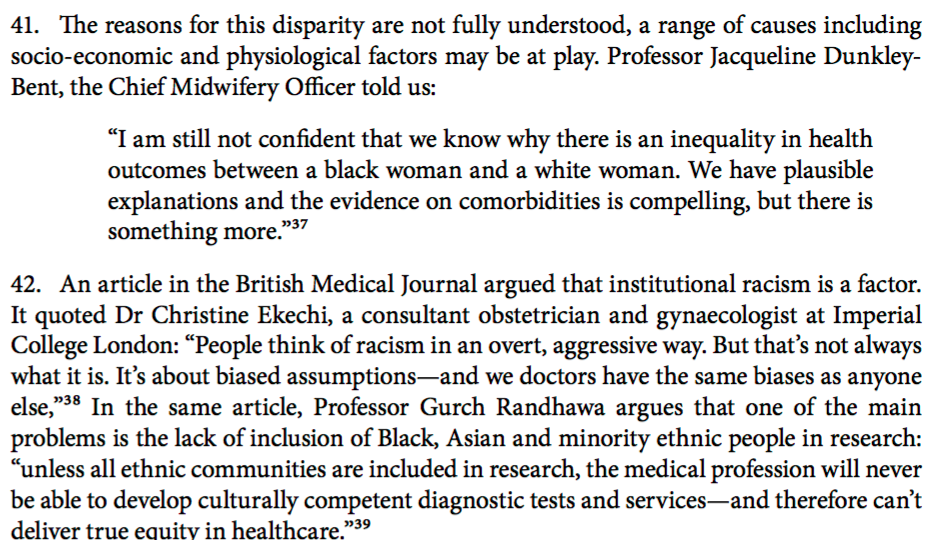 41. The reasons for this disparity are not fully understood, a range of causes including
socio-economic and physiological factors may be at play. Professor Jacqueline Dunkley-
Bent, the Chief Midwifery Officer told us:
“I am still not confident that we know why there is an inequality in health
outcomes between a black woman and a white woman. We have plausible
explanations and the evidence on comorbidities is compelling, but there is
something more.”37
42. An article in the British Medical Journal argued that institutional racism is a factor.
It quoted Dr Christine Ekechi, a consultant obstetrician and gynaecologist at Imperial
College London: “People think of racism in an overt, aggressive way. But that’s not always
what it is. It’s about biased assumptions—and we doctors have the same biases as anyone
else,”38 In the same article, Professor Gurch Randhawa argues that one of the main
problems is the lack of inclusion of Black, Asian and minority ethnic people in research:
“unless all ethnic communities are included in research, the medical profession will never
be able to develop culturally competent diagnostic tests and services—and therefore can’t
deliver true equity in healthcare.”39